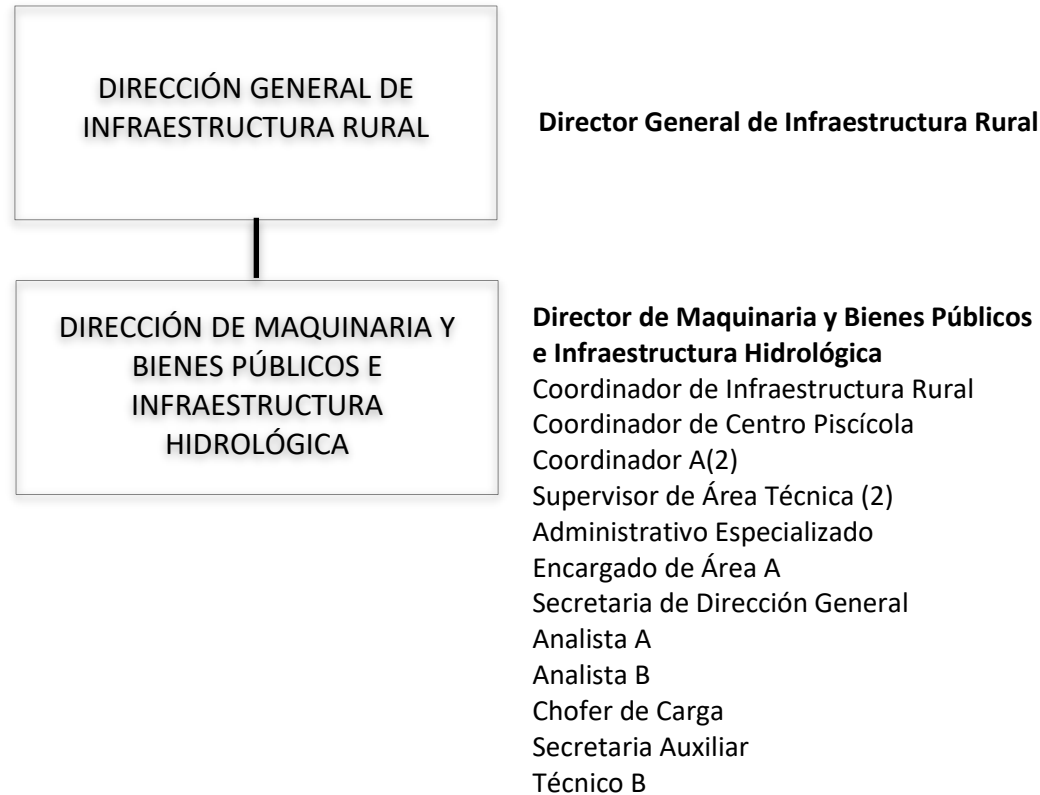 DIRECCIÓN GENERAL DE
INFRAESTRUCTURA RURAL
Director General de Infraestructura Rural
DIRECCIÓN DE MAQUINARIA Y
BIENES PÚBLICOS E
INFRAESTRUCTURA
HIDROLÓGICA
Director de Maquinaria y Bienes Públicos
e Infraestructura Hidrológica
Coordinador de Infraestructura Rural
Coordinador de Centro Piscícola
Coordinador A(2)
Supervisor de Área Técnica (2)
Administrativo Especializado
Encargado de Área A
Secretaria de Dirección General
Analista A
Analista B
Chofer de Carga
Secretaria Auxiliar
Técnico B